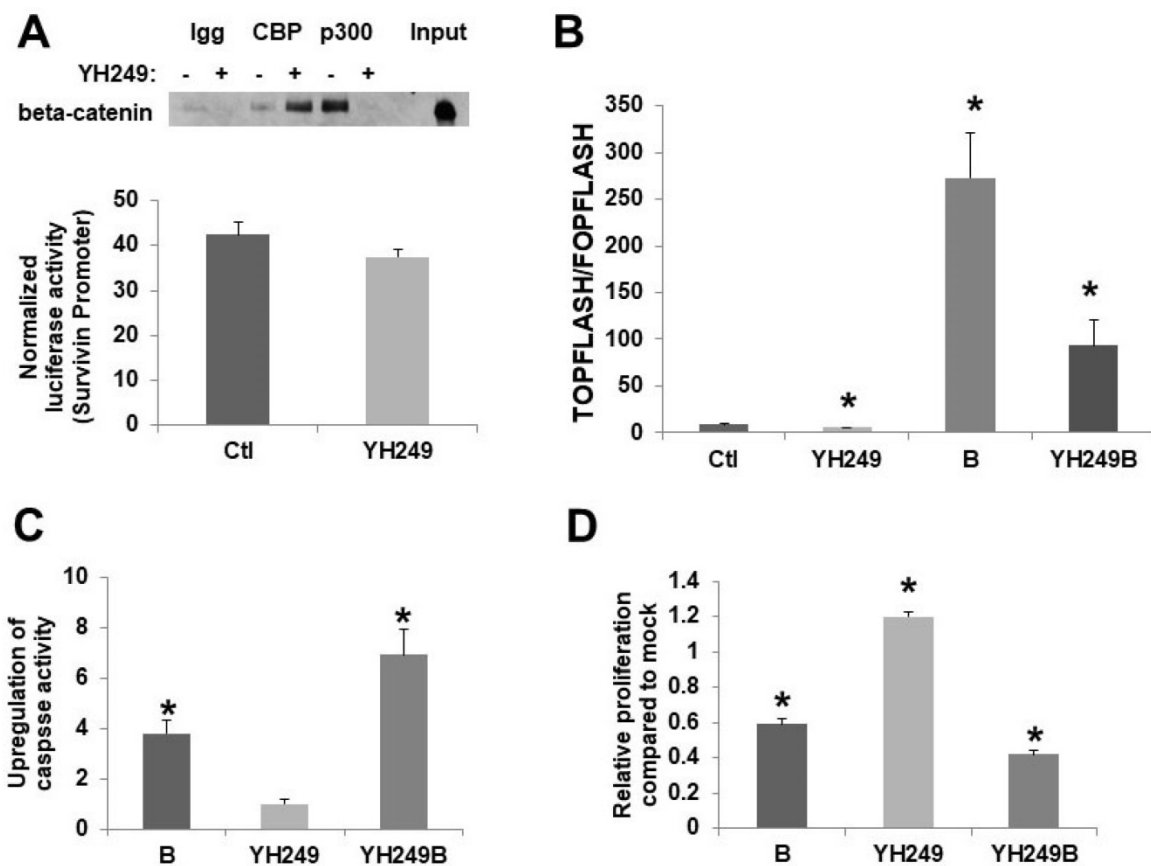 A
Igg CBP p300 Input
YH249: - + - + - +
beta-catenin
50
40
30
20
10
0
Normalized
luciferase activity
(Survivin Promoter)
Ctl YH249
B
350
300
250
200
150
100
50
0
TOPFLASH/FOPFLASH
*
*
*
Ctl YH249 B YH249B
C
10
8
6
4
2
0
Upregulation of
caspsse activity
*
*
B YH249 YH249B
D
1.4
1.2
1
0.8
0.6
0.4
0.2
0
Relative proliferation
compared to mock
*
*
*
B YH249 YH249B